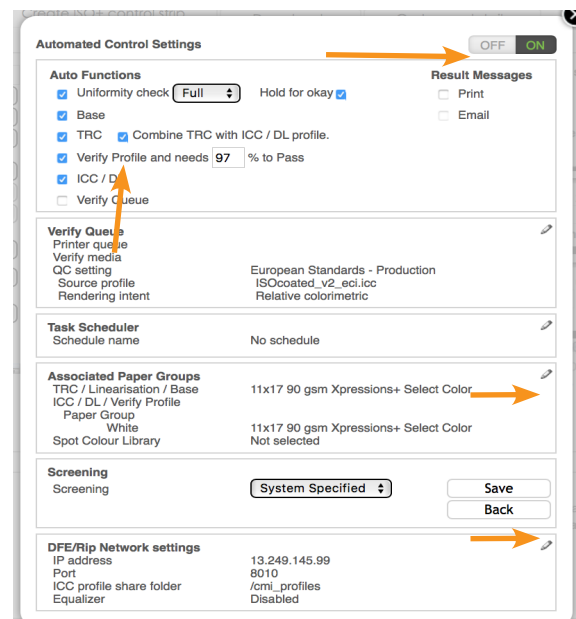 Create ISO+ control strip
Automated Control Settings
OFF ON
Auto Functions
Result Messages
Uniformity check Full Hold for okay
Print
Base
Email
TRC Combine TRC with ICC / DL profile.
Verify Profile and needs 97 % to Pass
ICC / DL
Verify Queue
Verify Queue
Printer queue
Verify media
QC setting European Standards - Production
Source profile ISOcoated_v2_eci.icc
Rendering intent Relative colorimetric
Task Scheduler
Schedule name No schedule
Associated Paper Groups
TRC / Linearisation / Base 11x17 90 gsm Xpressions+ Select Color
ICC / DL / Verify Profile
Paper Group
White 11x17 90 gsm Xpressions+ Select Color
Spot Colour Library Not selected
Screening
Screening System Specified Save
Back
DFE/Rip Network settings
IP address 13.249.145.99
Port 8010
ICC profile share folder /cmi_profiles
Equalizer Disabled